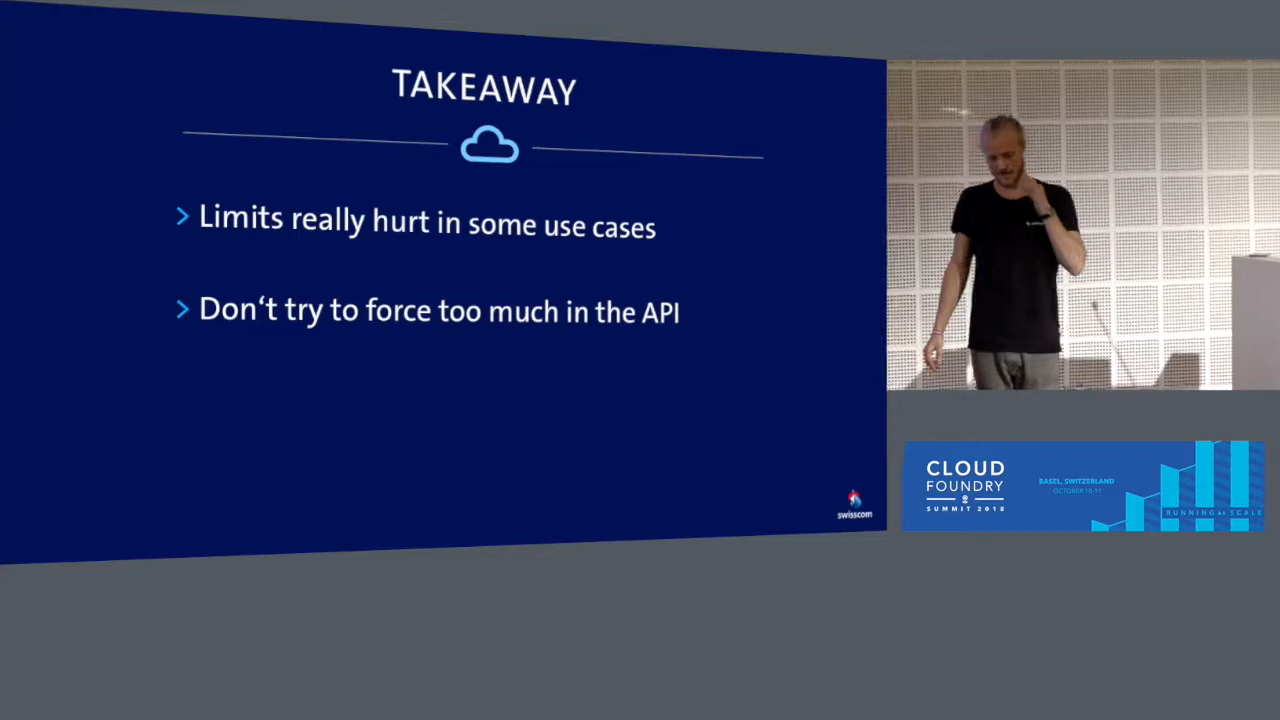 TAKEAWAY
> Limits really hurt in some use cases
> Don‘t try to force too much in the API
swisscom
CLOUD
FOUNDRY
SUMMIT 2018
BASEL, SWITZERLAND
OCTOBER 10-11
RUNNING AT SCALE